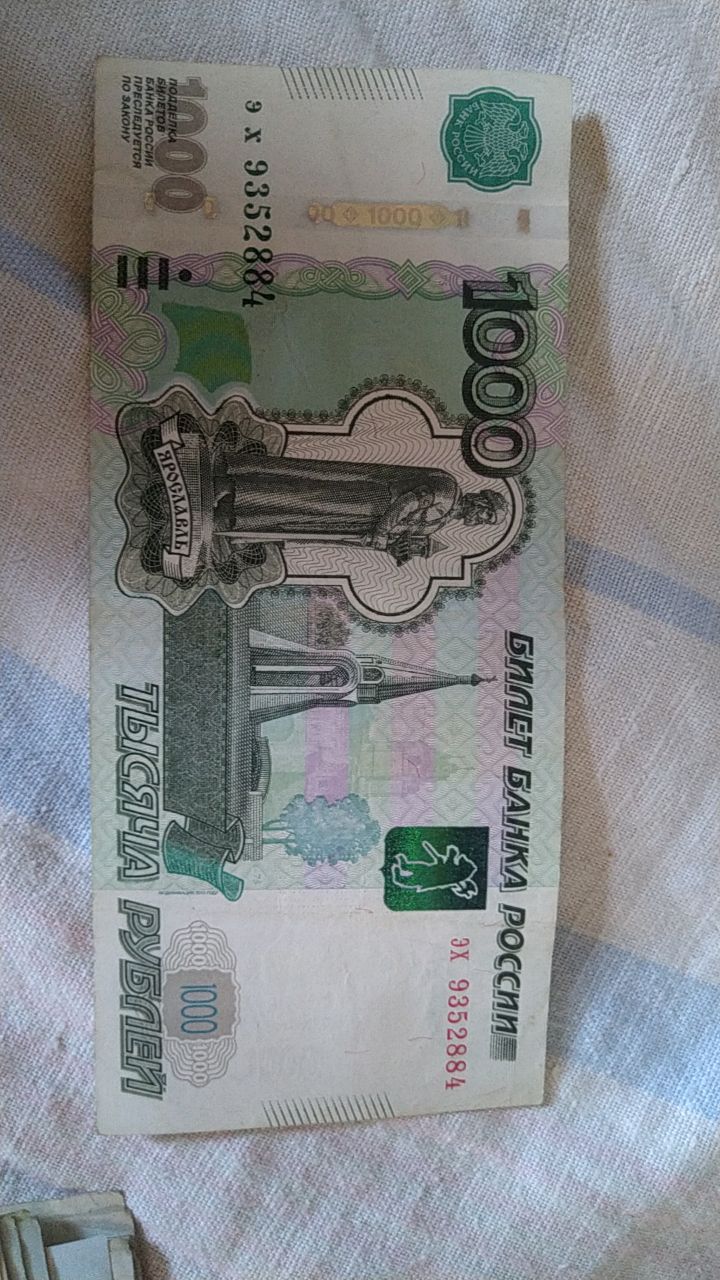 БАНК РОССИИ
1000
БИЛЕТ БАНКА РОССИИ
ЭХ 9352884
1000
эх 9352884
1000
ПОДДЕЛКА
БИЛЕТОВ
БАНКА РОССИИ
ПРЕСЛЕДУЕТСЯ
ПО ЗАКОНУ
ЯРОСЛАВЛЬ
1000 1000 1000
ТЫСЯЧА РУБЛЕЙ